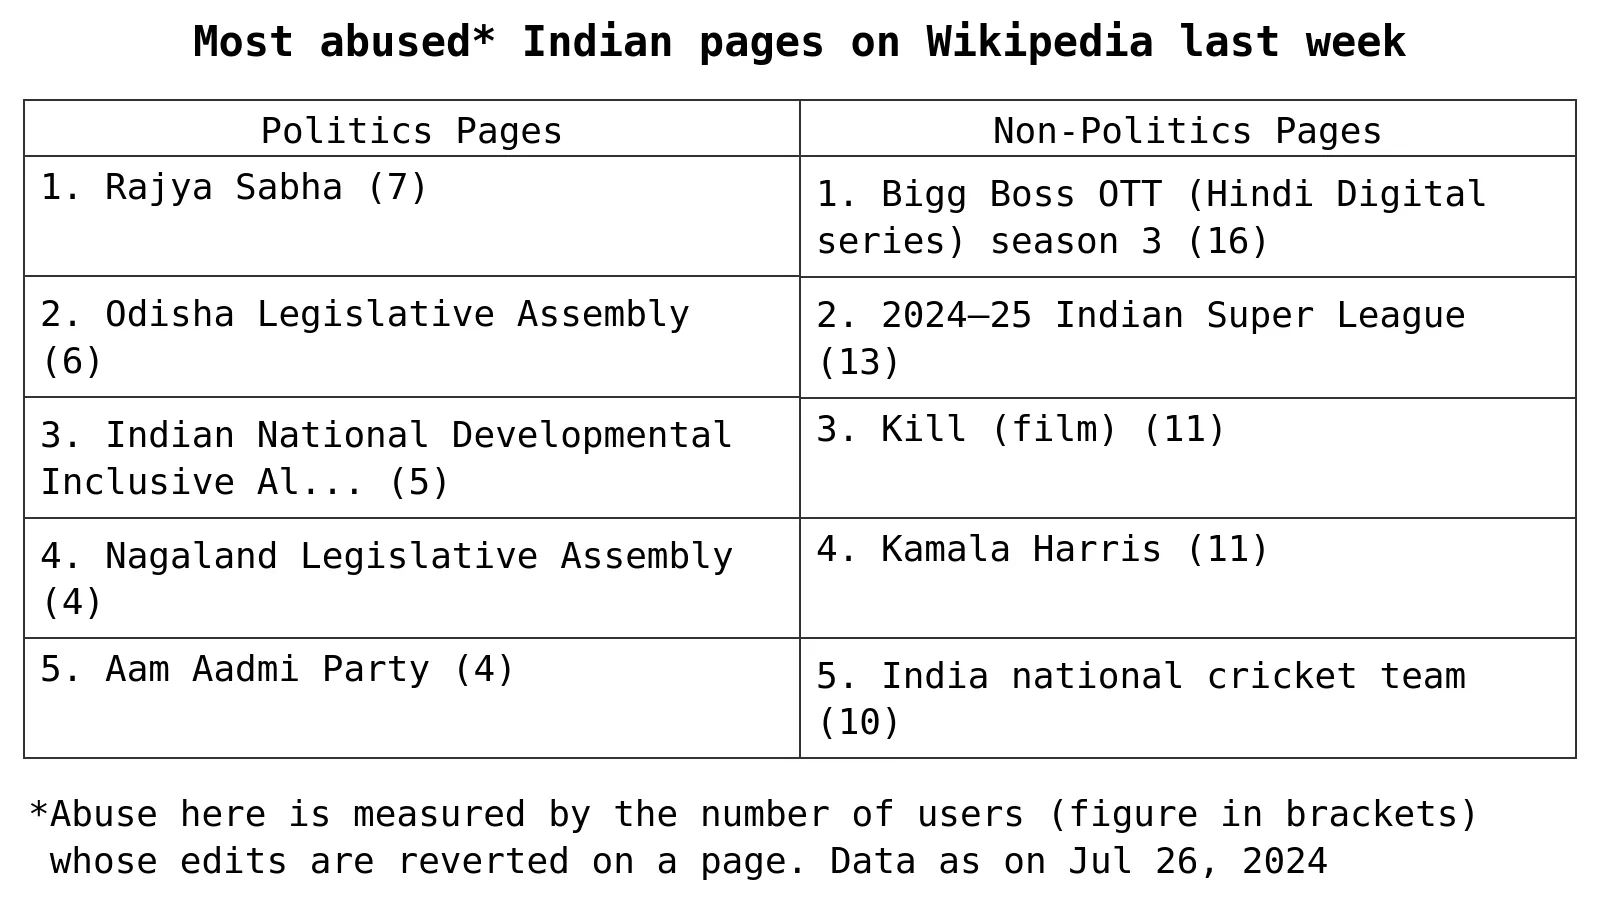 Most abused* Indian pages on Wikipedia last week
Politics Pages
Non-Politics Pages
1. Rajya Sabha (7)
1. Bigg Boss OTT (Hindi Digital
series) season 3 (16)
2. Odisha Legislative Assembly
(6)
2. 2024–25 Indian Super League
(13)
3. Indian National Developmental
Inclusive Al... (5)
3. Kill (film) (11)
4. Nagaland Legislative Assembly
(4)
4. Kamala Harris (11)
5. Aam Aadmi Party (4)
5. India national cricket team
(10)
*Abuse here is measured by the number of users (figure in brackets)
whose edits are reverted on a page. Data as on Jul 26, 2024